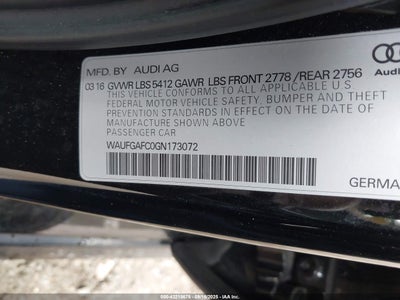 MFD. BY AUDI AG
03 16 GVWR LBS 5412 GAWR LBS FRONT 2778 / REAR 2756
THIS VEHICLE CONFORMS TO ALL APPLICABLE U.S
FEDERAL MOTOR VEHICLE SAFETY, BUMPER AND THEFT
PREVENTION STANDARDS IN EFFECT ON THE DATE OF
MANUFACTURE SHOWN ABOVE
PASSENGER CAR
WAUFGAFC0GN173072
Audi
GERMA